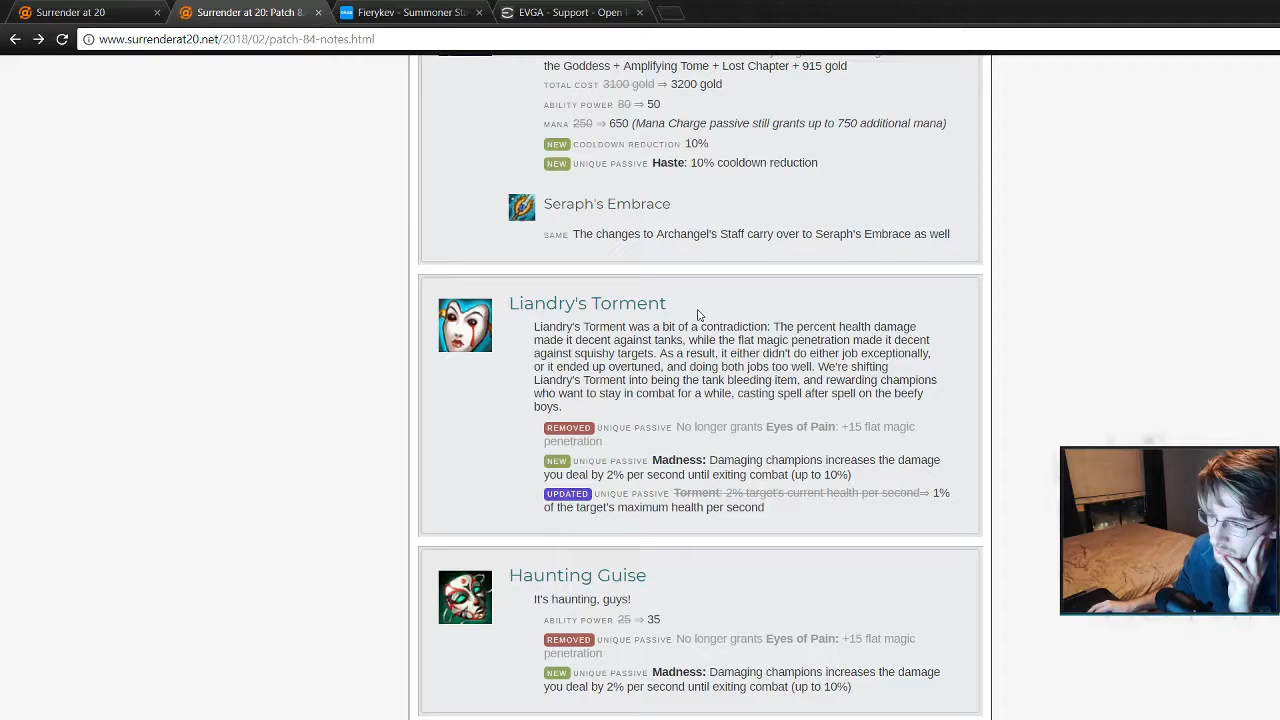 Surrender at 20
Surrender at 20: Patch 8.
Fierykev - Summoner Sta
EVGA - Support - Open
www.surrenderat20.net/2018/02/patch-84-notes.html
the Goddess + Amplifying Tome + Lost Chapter + 915 gold
TOTAL COST 3100 gold ⇒ 3200 gold
ABILITY POWER 80 ⇒ 50
MANA 250 ⇒ 650 (Mana Charge passive still grants up to 750 additional mana)
NEW COOLDOWN REDUCTION 10%
NEW UNIQUE PASSIVE Haste: 10% cooldown reduction
Seraph's Embrace
SAME The changes to Archangel's Staff carry over to Seraph's Embrace as well
Liandry's Torment
Liandry's Torment was a bit of a contradiction: The percent health damage
made it decent against tanks, while the flat magic penetration made it decent
against squishy targets. As a result, it either didn't do either job exceptionally,
or it ended up overtuned, and doing both jobs too well. We're shifting
Liandry's Torment into being the tank bleeding item, and rewarding champions
who want to stay in combat for a while, casting spell after spell on the beefy
boys.
REMOVED UNIQUE PASSIVE No longer grants Eyes of Pain: +15 flat magic
penetration
NEW UNIQUE PASSIVE Madness: Damaging champions increases the damage
you deal by 2% per second until exiting combat (up to 10%)
UPDATED UNIQUE PASSIVE Torment: 2% target's current health per second ⇒ 1%
of the target's maximum health per second
Haunting Guise
It's haunting, guys!
ABILITY POWER 25 ⇒ 35
REMOVED UNIQUE PASSIVE No longer grants Eyes of Pain: +15 flat magic
penetration
NEW UNIQUE PASSIVE Madness: Damaging champions increases the damage
you deal by 2% per second until exiting combat (up to 10%)